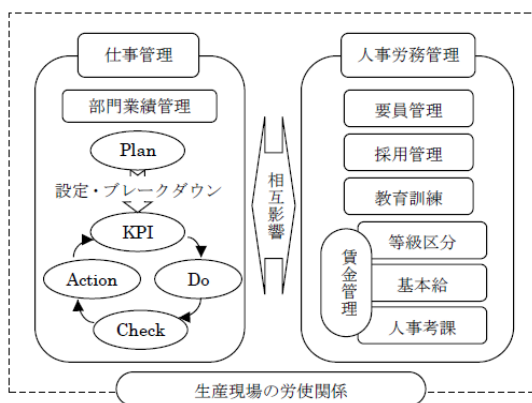 仕事管理
部門業績管理
Plan
設定・ブレークダウン
KPI
Action
Do
Check
相互影響
人事労務管理
要員管理
採用管理
教育訓練
賃金管理
等級区分
基本給
人事考課
生産現場の労使関係